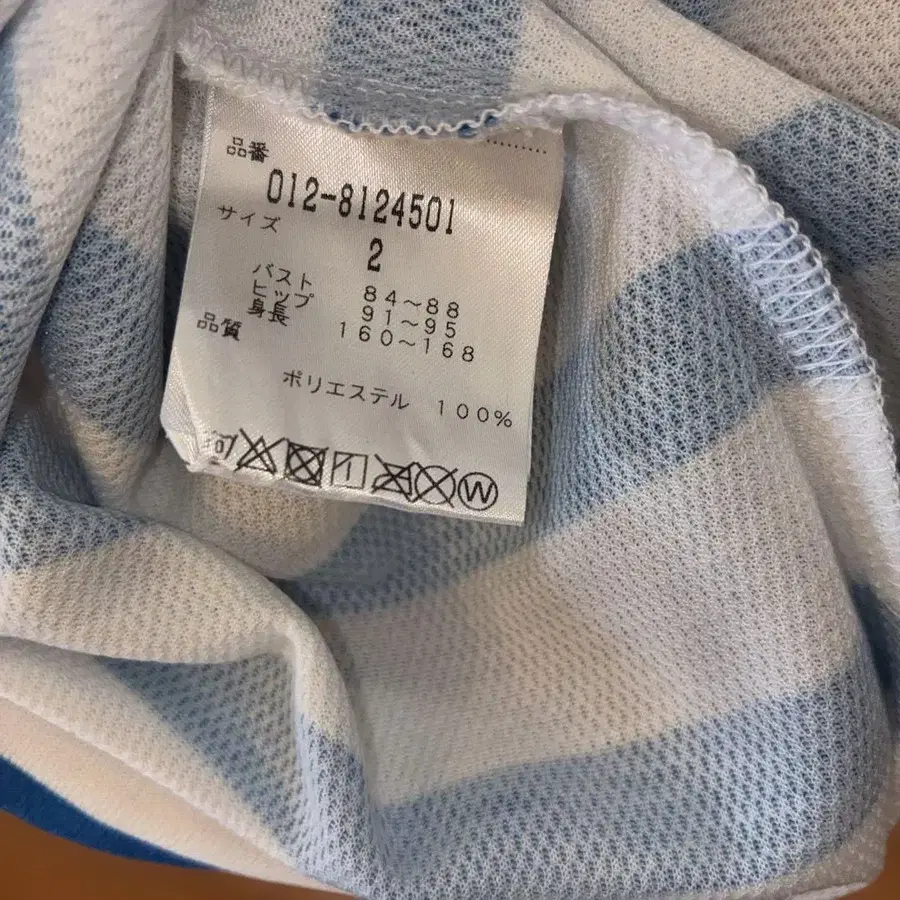 品番
012-8124501
サイズ
2
バスト 84～88
ヒップ 91～95
身長 160～168
品質
ポリエステル 100%
1 W